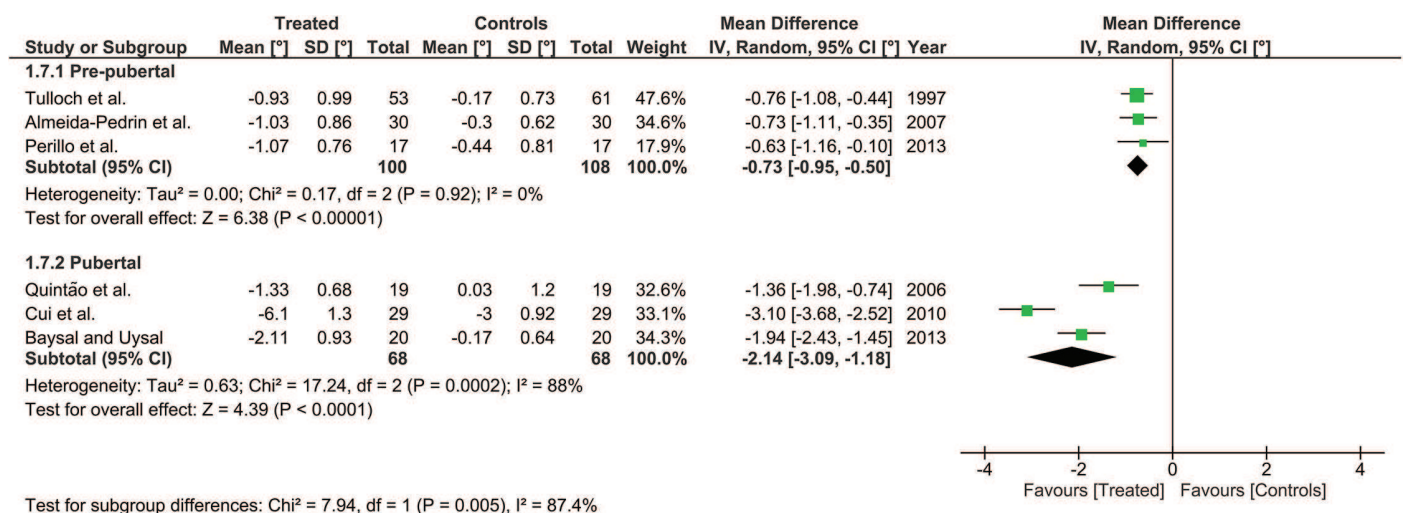 Treated Controls Mean Difference Mean Difference
Study or Subgroup Mean [°] SD [°] Total Mean [°] SD [°] Total Weight IV, Random, 95% CI [°] Year IV, Random, 95% CI [°]
1.7.1 Pre-pubertal
Tulloch et al. -0.93 0.99 53 -0.17 0.73 61 47.6% -0.76 [-1.08, -0.44] 1997
Almeida-Pedrin et al. -1.03 0.86 30 -0.3 0.62 30 34.6% -0.73 [-1.11, -0.35] 2007
Perillo et al. -1.07 0.76 17 -0.44 0.81 17 17.9% -0.63 [-1.16, -0.10] 2013
Subtotal (95% CI) 100 108 100.0% -0.73 [-0.95, -0.50]
Heterogeneity: Tau² = 0.00; Chi² = 0.17, df = 2 (P = 0.92); I² = 0%
Test for overall effect: Z = 6.38 (P < 0.00001)
1.7.2 Pubertal
Quintão et al. -1.33 0.68 19 0.03 1.2 19 32.6% -1.36 [-1.98, -0.74] 2006
Cui et al. -6.1 1.3 29 -3 0.92 29 33.1% -3.10 [-3.68, -2.52] 2010
Baysal and Uysal -2.11 0.93 20 -0.17 0.64 20 34.3% -1.94 [-2.43, -1.45] 2013
Subtotal (95% CI) 68 68 100.0% -2.14 [-3.09, -1.18]
Heterogeneity: Tau² = 0.63; Chi² = 17.24, df = 2 (P = 0.0002); I² = 88%
Test for overall effect: Z = 4.39 (P < 0.0001)
-4 -2 0 2 4
Favours [Treated] Favours [Controls]
Test for subgroup differences: Chi² = 7.94, df = 1 (P = 0.005), I² = 87.4%